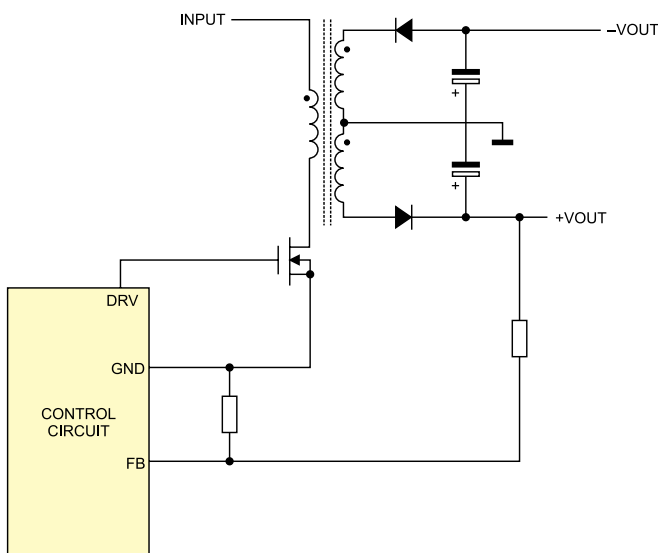 INPUT
–VOUT
+
+
+VOUT
DRV
GND
CONTROL
CIRCUIT
FB